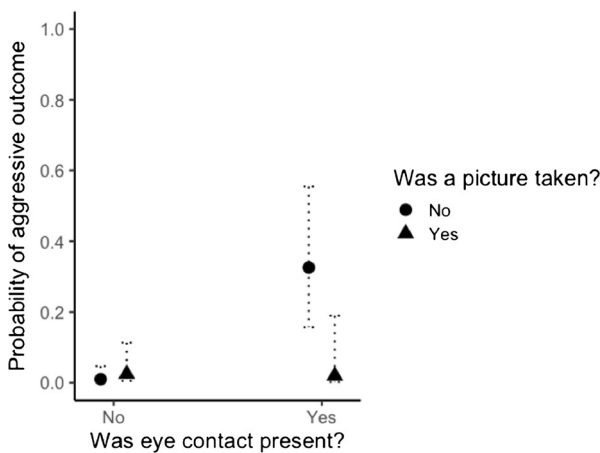 Probability of aggressive outcome
1.0
0.8
0.6
0.4
0.2
0.0
No
Yes
Was eye contact present?
Was a picture taken?
No
Yes